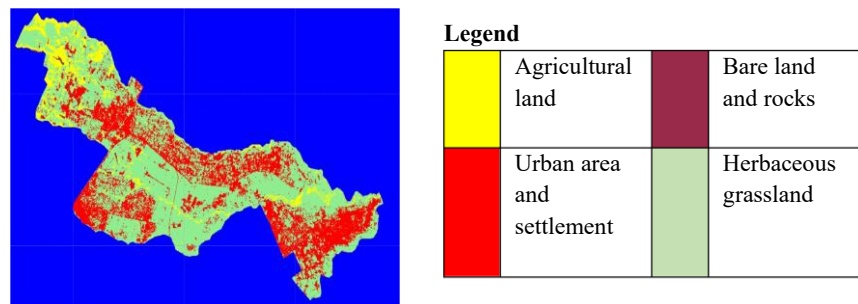 Legend
Agricultural
land
Bare land
and rocks
Urban area
and
settlement
Herbaceous
grassland